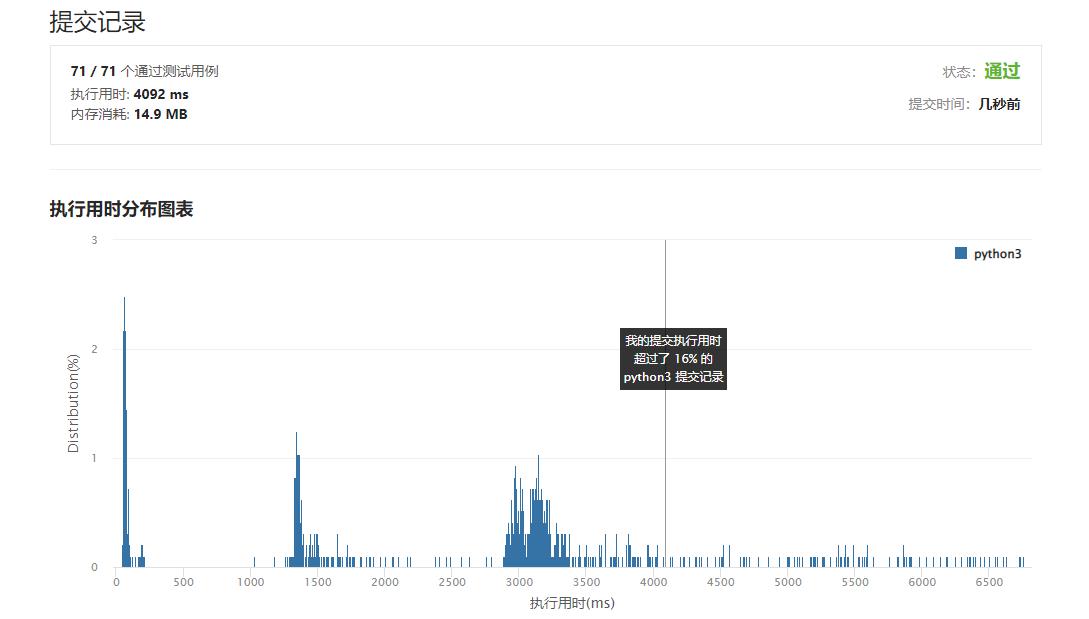 提交记录
71 / 71 个通过测试用例
状态：通过
执行用时: 4092 ms
提交时间：几秒前
内存消耗: 14.9 MB
执行用时分布图表
python3
我的提交执行用时
超过了 16% 的
python3 提交记录
Distribution(%)
3
2
1
0
0 500 1000 1500 2000 2500 3000 3500 4000 4500 5000 5500 6000 6500
执行用时(ms)